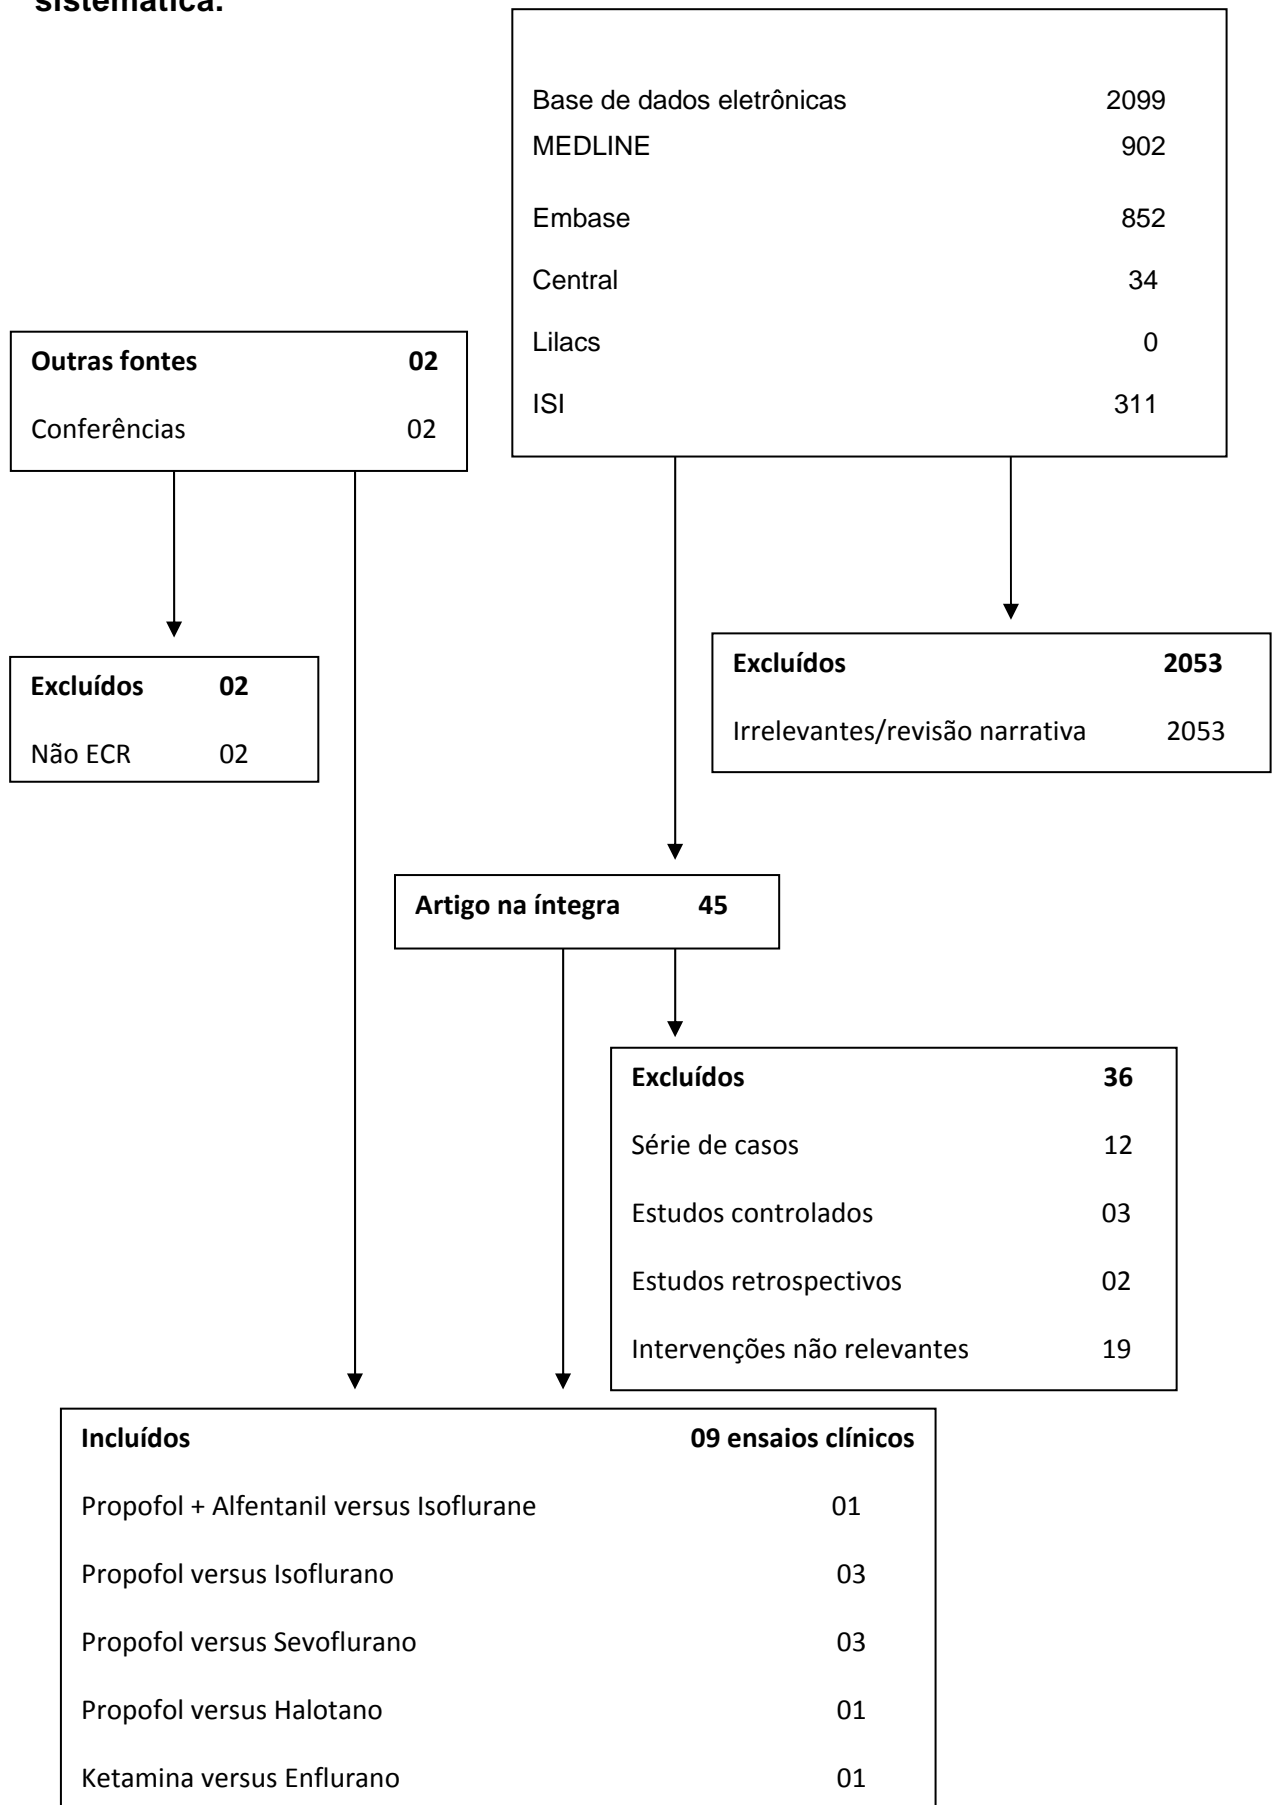 sistemática.
Base de dados eletrônicas 2099
MEDLINE 902
Embase 852
Central 34
Lilacs 0
ISI 311
Outras fontes 02
Conferências 02
Excluídos 02
Não ECR 02
Excluídos 2053
Irrelevantes/revisão narrativa 2053
Artigo na íntegra 45
Excluídos 36
Série de casos 12
Estudos controlados 03
Estudos retrospectivos 02
Intervenções não relevantes 19
Incluídos 09 ensaios clínicos
Propofol + Alfentanil versus Isoflurane 01
Propofol versus Isoflurano 03
Propofol versus Sevoflurano 03
Propofol versus Halotano 01
Ketamina versus Enflurano 01